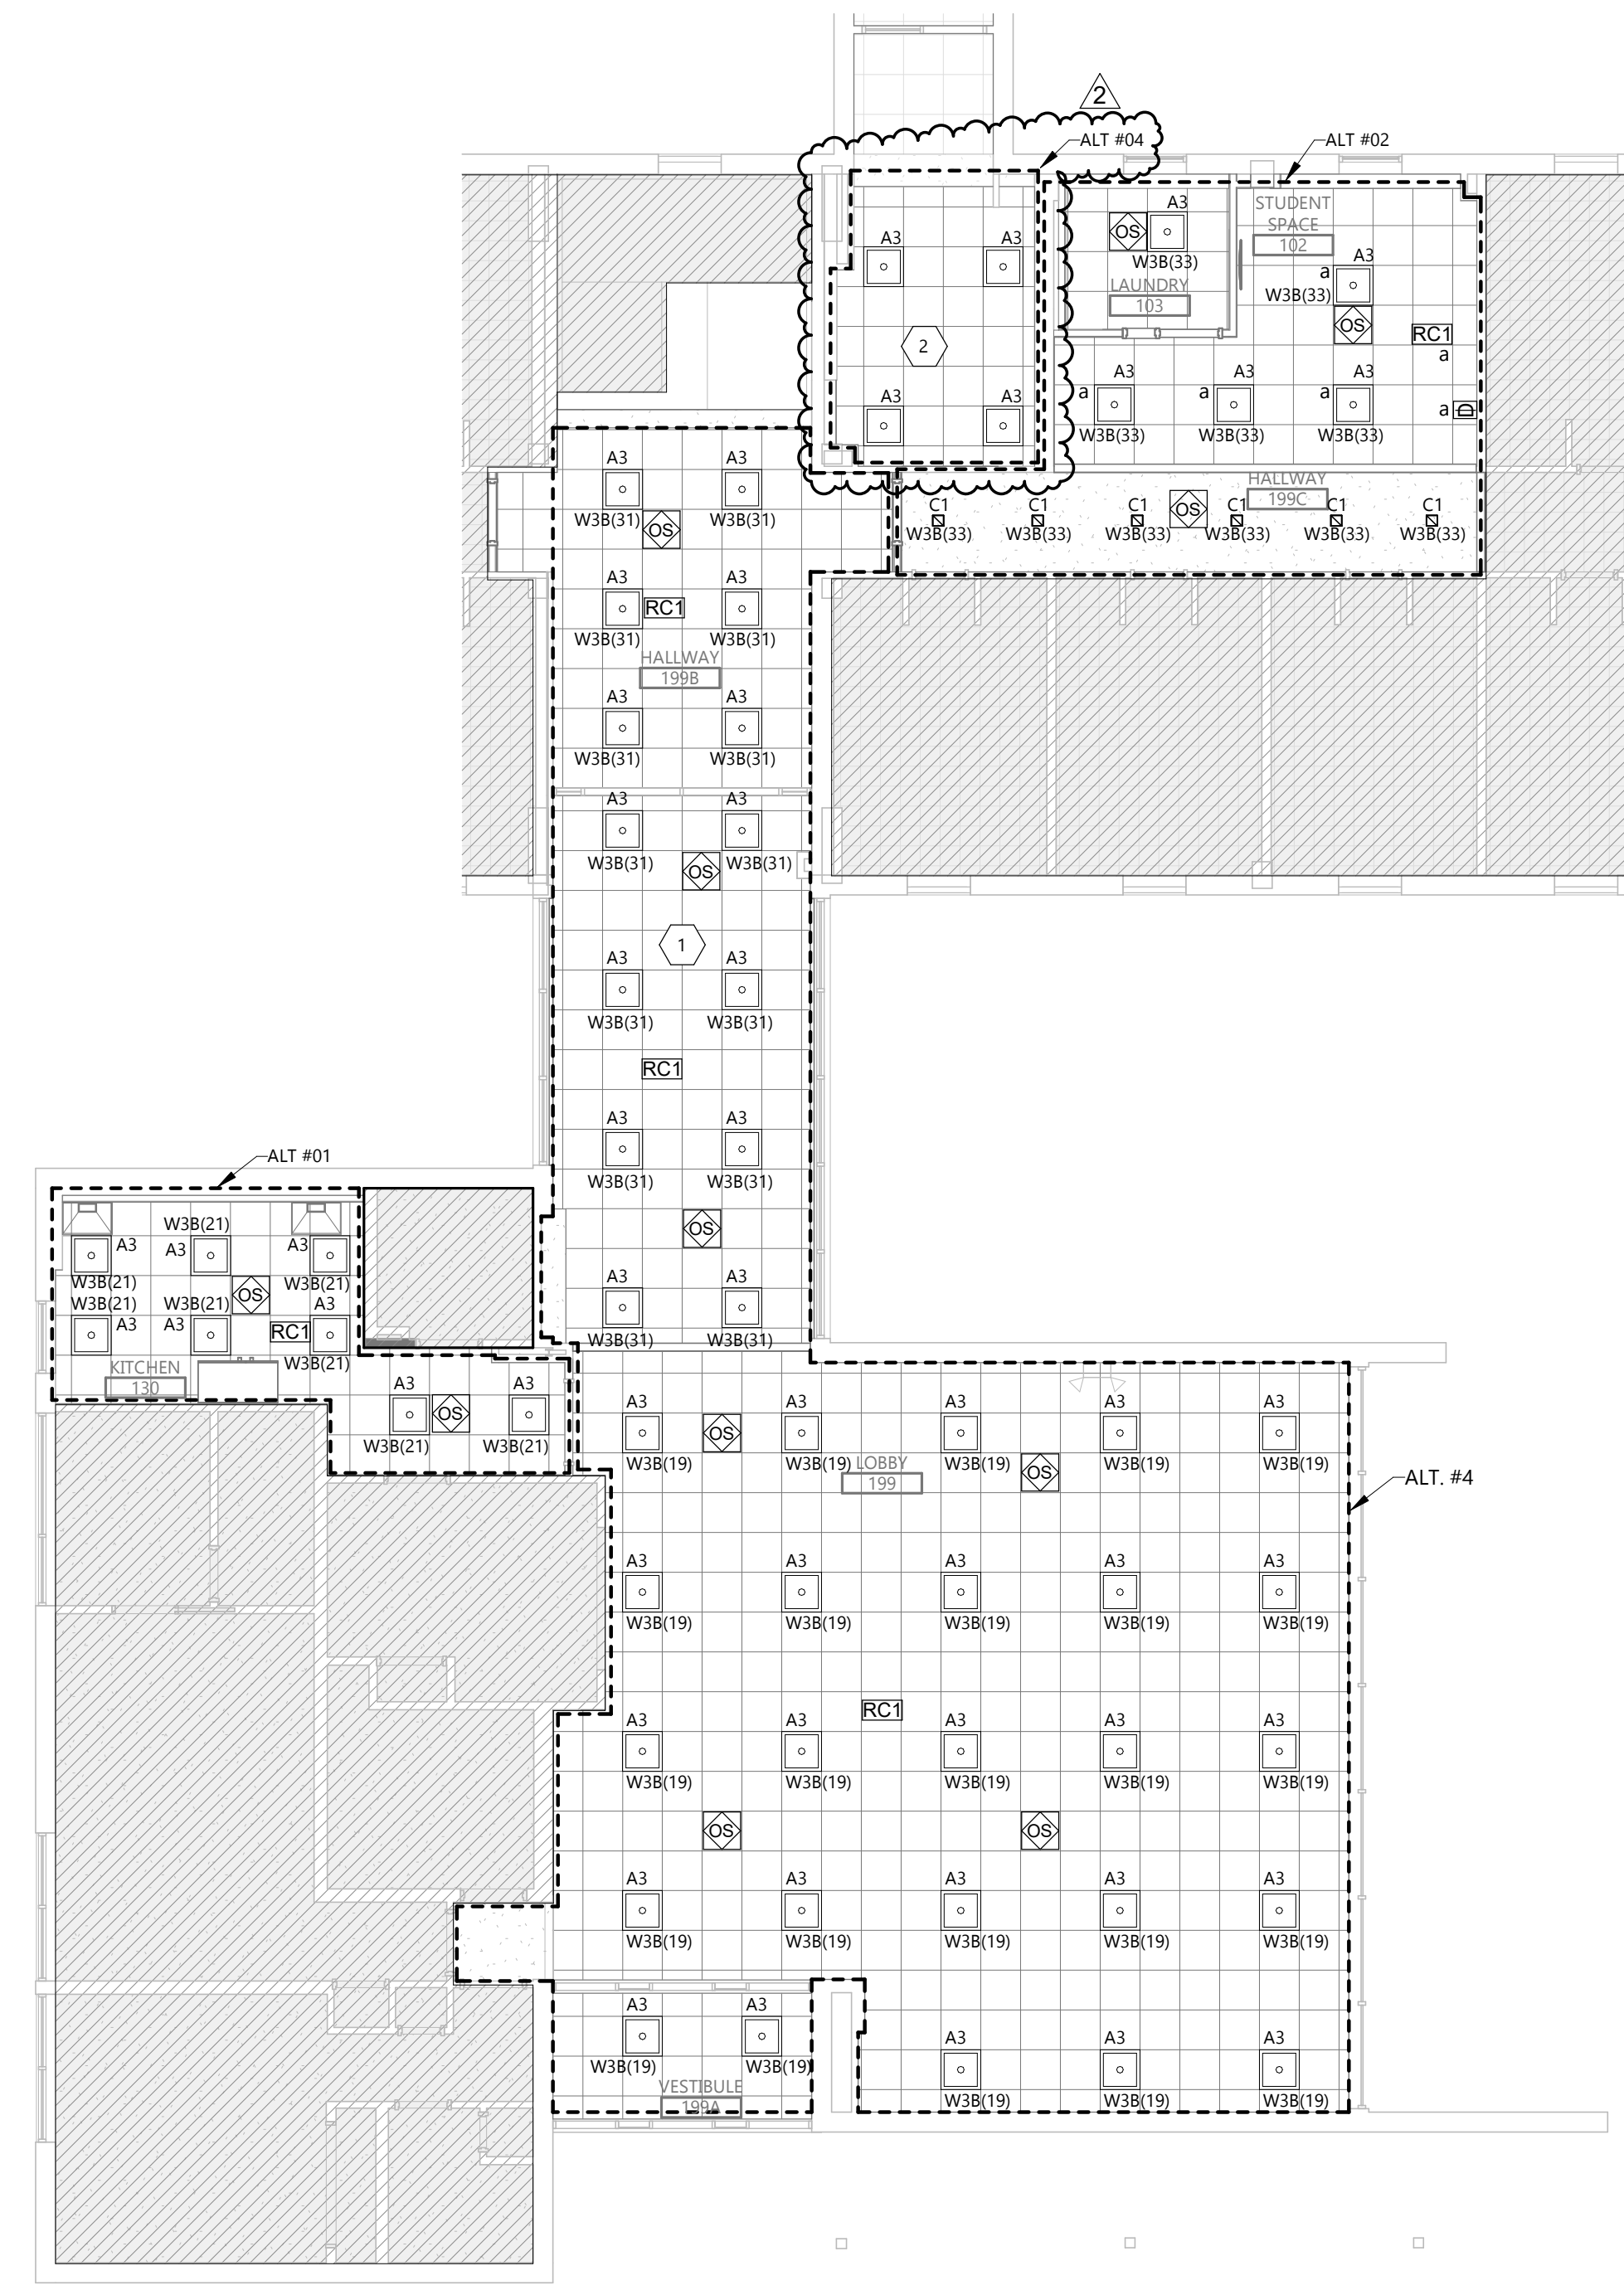 2
ALT #04
ALT #02
A3
STUDENT
SPACE
102
OS
A3
A3
W3B(33)
A3
a
W3B(33)
LAUNDRY
103
OS
RC1
a
2
A3
A3
A3
a
a
a
a
D
A3
A3
W3B(33)
W3B(33)
W3B(33)
A3
A3
HALLWAY
199C
W3B(31)
W3B(31)
OS
C1
C1
C1
OS
C1
C1
C1
W3B(33)
W3B(33)
W3B(33)
W3B(33)
W3B(33)
W3B(33)
A3
A3
RC1
W3B(31)
W3B(31)
HALLWAY
199B
A3
A3
W3B(31)
W3B(31)
A3
A3
W3B(31)
OS
W3B(31)
1
A3
A3
W3B(31)
W3B(31)
RC1
A3
A3
ALT #01
W3B(31)
W3B(31)
W3B(21)
OS
A3
A3
A3
W3B(21)
W3B(21)
A3
A3
OS
W3B(21)
W3B(21)
A3
A3
A3
RC1
W3B(31)
W3B(31)
W3B(21)
KITCHEN
130
A3
A3
OS
W3B(21)
W3B(21)
A3
A3
A3
A3
A3
OS
W3B(19)
W3B(19)
LOBBY
199
W3B(19)
OS
W3B(19)
W3B(19)
ALT. #4
A3
A3
A3
A3
A3
W3B(19)
W3B(19)
W3B(19)
W3B(19)
W3B(19)
RC1
A3
A3
A3
A3
A3
W3B(19)
W3B(19)
W3B(19)
W3B(19)
W3B(19)
OS
OS
A3
A3
A3
A3
A3
W3B(19)
W3B(19)
W3B(19)
W3B(19)
W3B(19)
A3
A3
A3
A3
A3
W3B(19)
W3B(19)
VESTIBULE
199A
W3B(19)
W3B(19)
W3B(19)